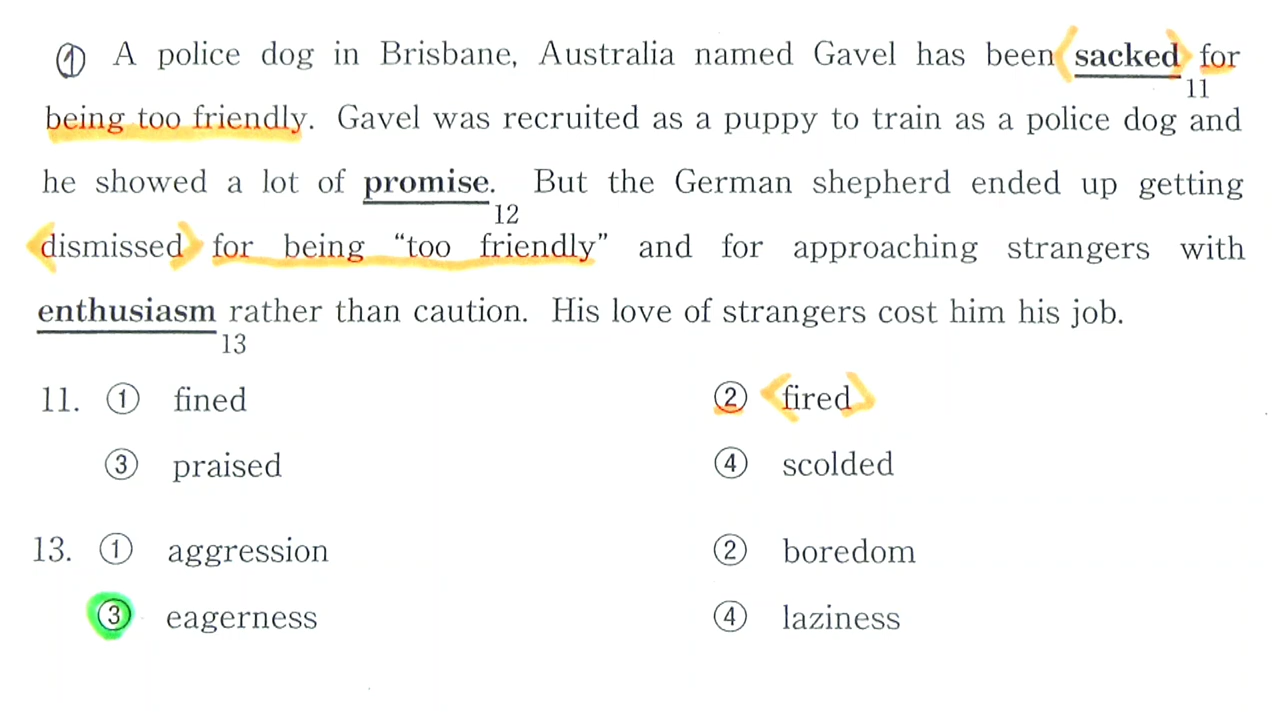 ① A police dog in Brisbane, Australia named Gavel has been <sacked> for
11
being too friendly. Gavel was recruited as a puppy to train as a police dog and
he showed a lot of promise. But the German shepherd ended up getting
12
<dismissed> for being “too friendly” and for approaching strangers with
enthusiasm rather than caution. His love of strangers cost him his job.
13
11. ① fined ② <fired>
③ praised ④ scolded
13. ① aggression ② boredom
③ eagerness ④ laziness